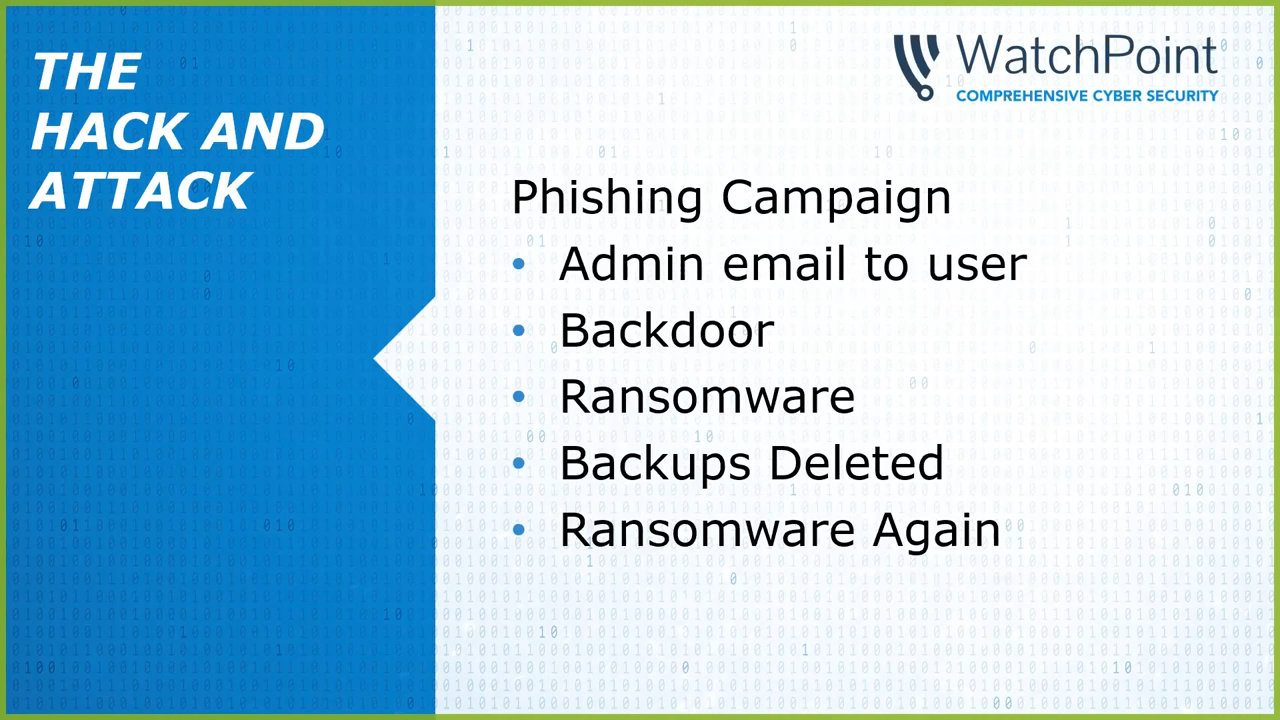 THE
HACK AND
ATTACK
WatchPoint
COMPREHENSIVE CYBER SECURITY
Phishing Campaign
• Admin email to user
• Backdoor
• Ransomware
• Backups Deleted
• Ransomware Again